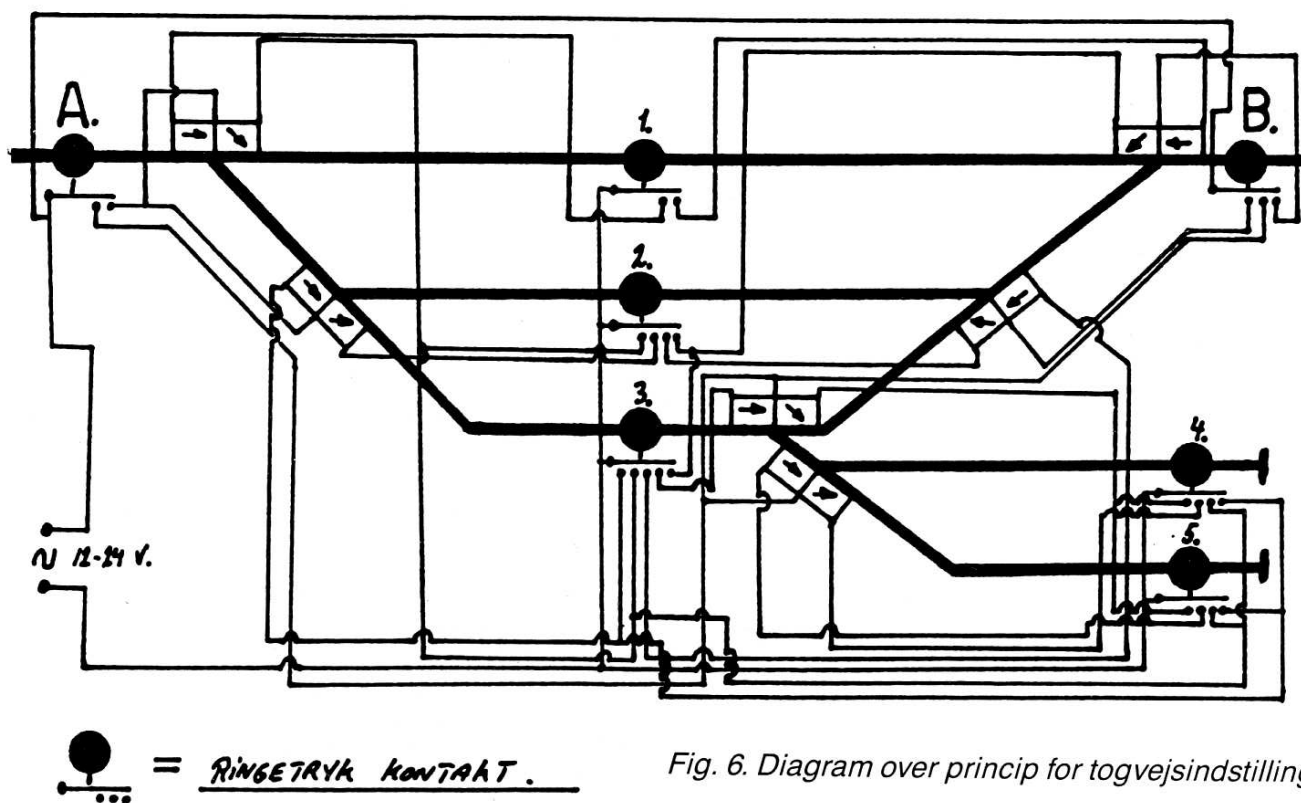 A.
1.
B.
2.
3.
4.
5.
~ 12-24 V.
= RINGETRYK KONTAKT.
Fig. 6. Diagram over princip for togvejsindstilling